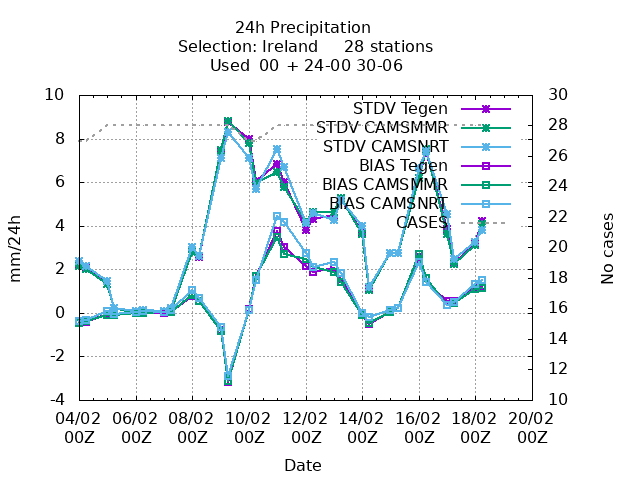 24h Precipitation
Selection: Ireland 28 stations
Used 00 + 24-00 30-06
10 30
STDV Tegen
8 28
STDV CAMSMMR
STDV CAMSNRT
26
BIAS Tegen
6 24
BIAS CAMSMMR
BIAS CAMSNRT
4 22
CASES
20
2
18
0 16
14
-2
12
-4 10
mm/24h
No cases
04/02 06/02 08/02 10/02 12/02 14/02 16/02 18/02 20/02
00Z 00Z 00Z 00Z 00Z 00Z 00Z 00Z 00Z
Date